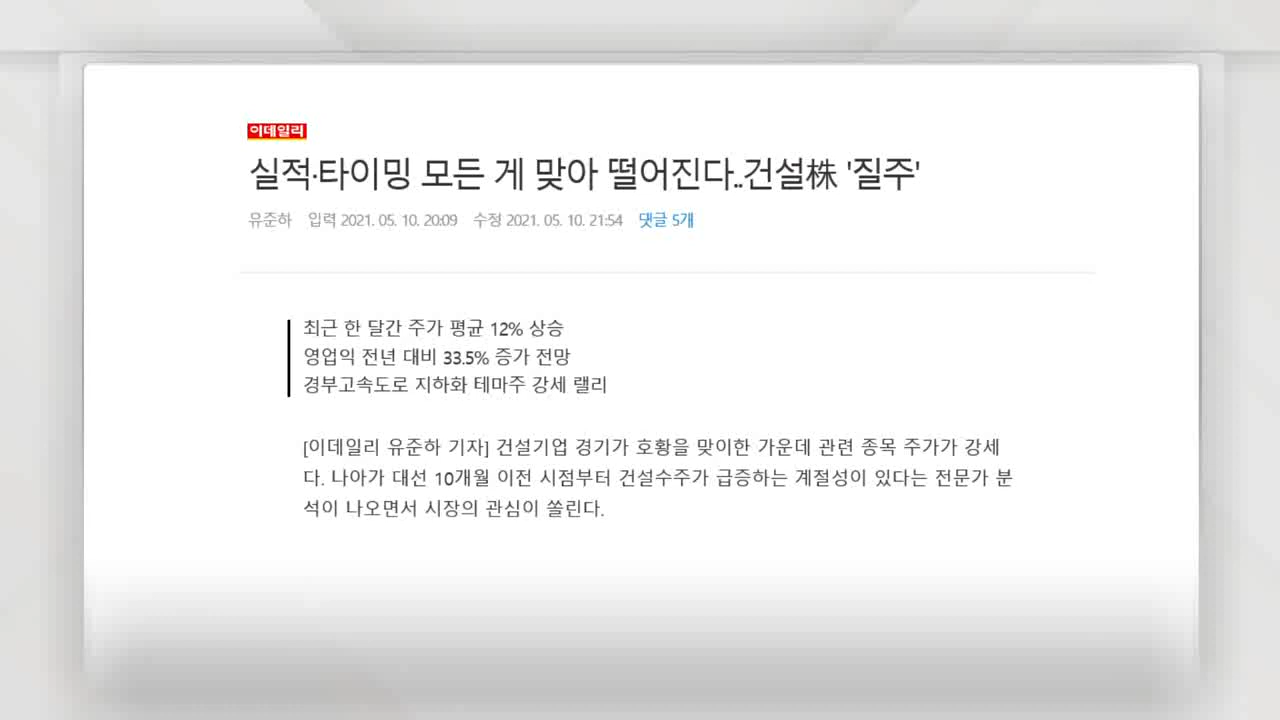 이데일리
실적·타이밍 모든 게 맞아 떨어진다..건설株 '질주'
유준하 입력 2021. 05. 10. 20:09 수정 2021. 05. 10. 21:54 댓글 5개
최근 한 달간 주가 평균 12% 상승
영업익 전년 대비 33.5% 증가 전망
경부고속도로 지하화 테마주 강세 랠리
[이데일리 유준하 기자] 건설기업 경기가 호황을 맞이한 가운데 관련 종목 주가가 강세
다. 나아가 대선 10개월 이전 시점부터 건설수주가 급증하는 계절성이 있다는 전문가 분
석이 나오면서 시장의 관심이 쏠린다.